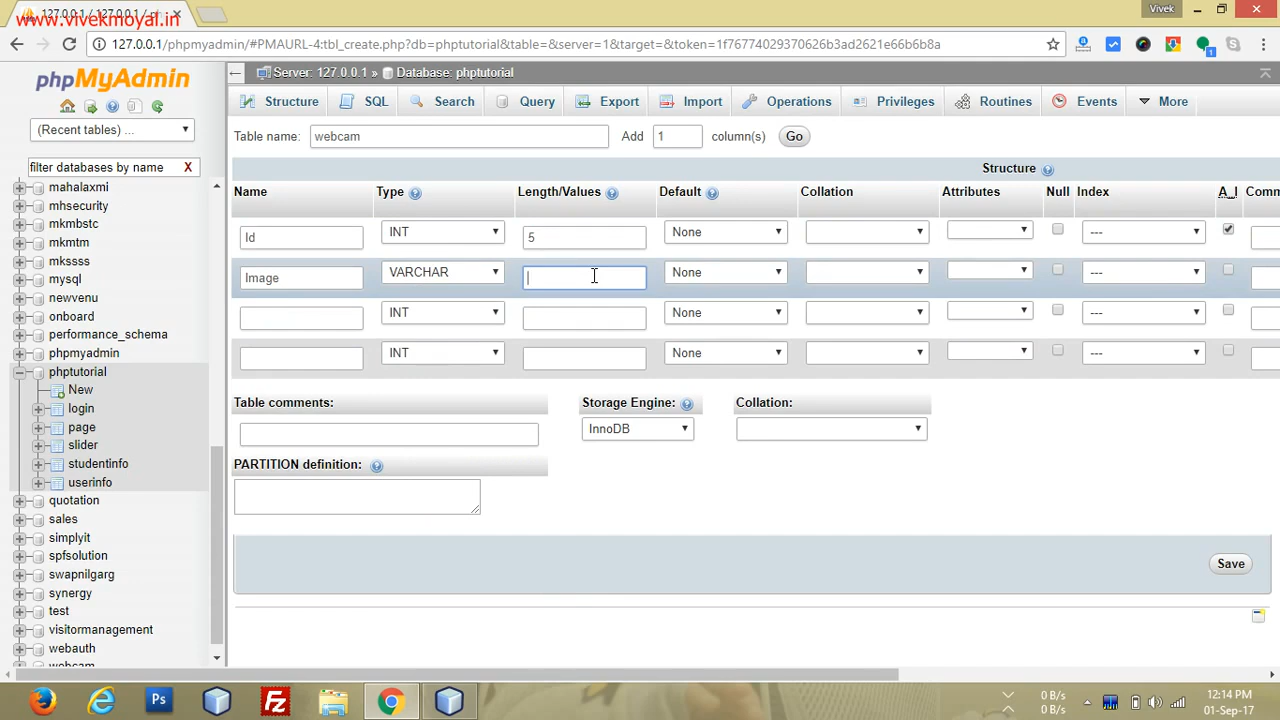 www.vivekmoyal.in
Vivek
127.0.0.1/phpmyadmin/#PMAURL-4:tbl_create.php?db=phptutorial&table=&server=1&target=&token=1f76774029370626b3ad2621e66b6b8a
phpMyAdmin
(Recent tables) ...
filter databases by name X
mahalaxmi
mhsecurity
mkmbstc
mkmtm
mkssss
mysql
newvenu
onboard
performance_schema
phpmyadmin
phptutorial
New
login
page
slider
studentinfo
userinfo
quotation
sales
simplyit
spfsolution
swapnilgarg
synergy
test
visitormanagement
webauth
webcam
Server: 127.0.0.1 » Database: phptutorial
Structure SQL Search Query Export Import Operations Privileges Routines Events More
Table name: webcam Add 1 column(s) Go
Structure
Name Type Length/Values Default Collation Attributes Null Index A_I Comm
Id INT 5 None ---
Image VARCHAR None ---
INT None ---
INT None ---
Table comments: Storage Engine: Collation:
InnoDB
PARTITION definition:
Save
0 B/s
0 B/s
12:14 PM
01-Sep-17